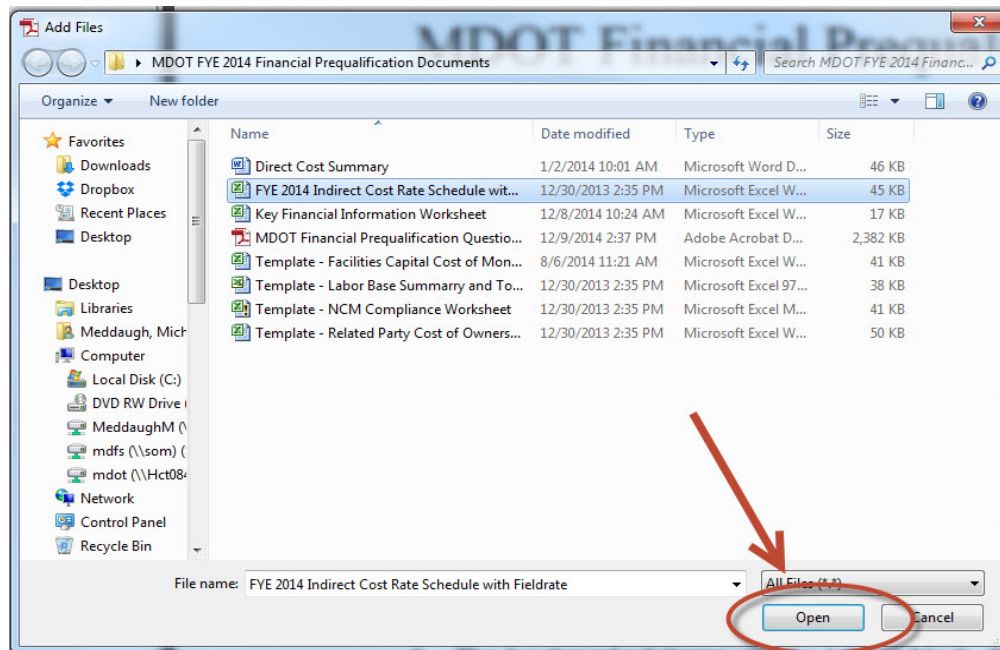 Add Files
MDOT Financial Prequal
MDOT FYE 2014 Financial Prequalification Documents
Search MDOT FYE 2014 Financ...
Organize New folder
Name Date modified Type Size
Favorites
Downloads
Dropbox
Recent Places
Desktop
Desktop
Libraries
Meddaugh, Mich
Computer
Local Disk (C:)
DVD RW Drive (
MeddaughM (\
mdfs (\\som) (
mdot (\\Hct084
Network
Control Panel
Recycle Bin
Direct Cost Summary 1/2/2014 10:01 AM Microsoft Word D... 46 KB
FYE 2014 Indirect Cost Rate Schedule wit... 12/30/2013 2:35 PM Microsoft Excel W... 45 KB
Key Financial Information Worksheet 12/8/2014 10:24 AM Microsoft Excel W... 17 KB
MDOT Financial Prequalification Questio... 12/9/2014 2:37 PM Adobe Acrobat D... 2,382 KB
Template - Facilities Capital Cost of Mon... 8/6/2014 11:21 AM Microsoft Excel W... 41 KB
Template - Labor Base Summarry and To... 12/30/2013 2:35 PM Microsoft Excel 97... 38 KB
Template - NCM Compliance Worksheet 12/30/2013 2:35 PM Microsoft Excel M... 41 KB
Template - Related Party Cost of Owners... 12/30/2013 2:35 PM Microsoft Excel W... 50 KB
File name: FYE 2014 Indirect Cost Rate Schedule with Fieldrate All Files (*.*)
Open Cancel